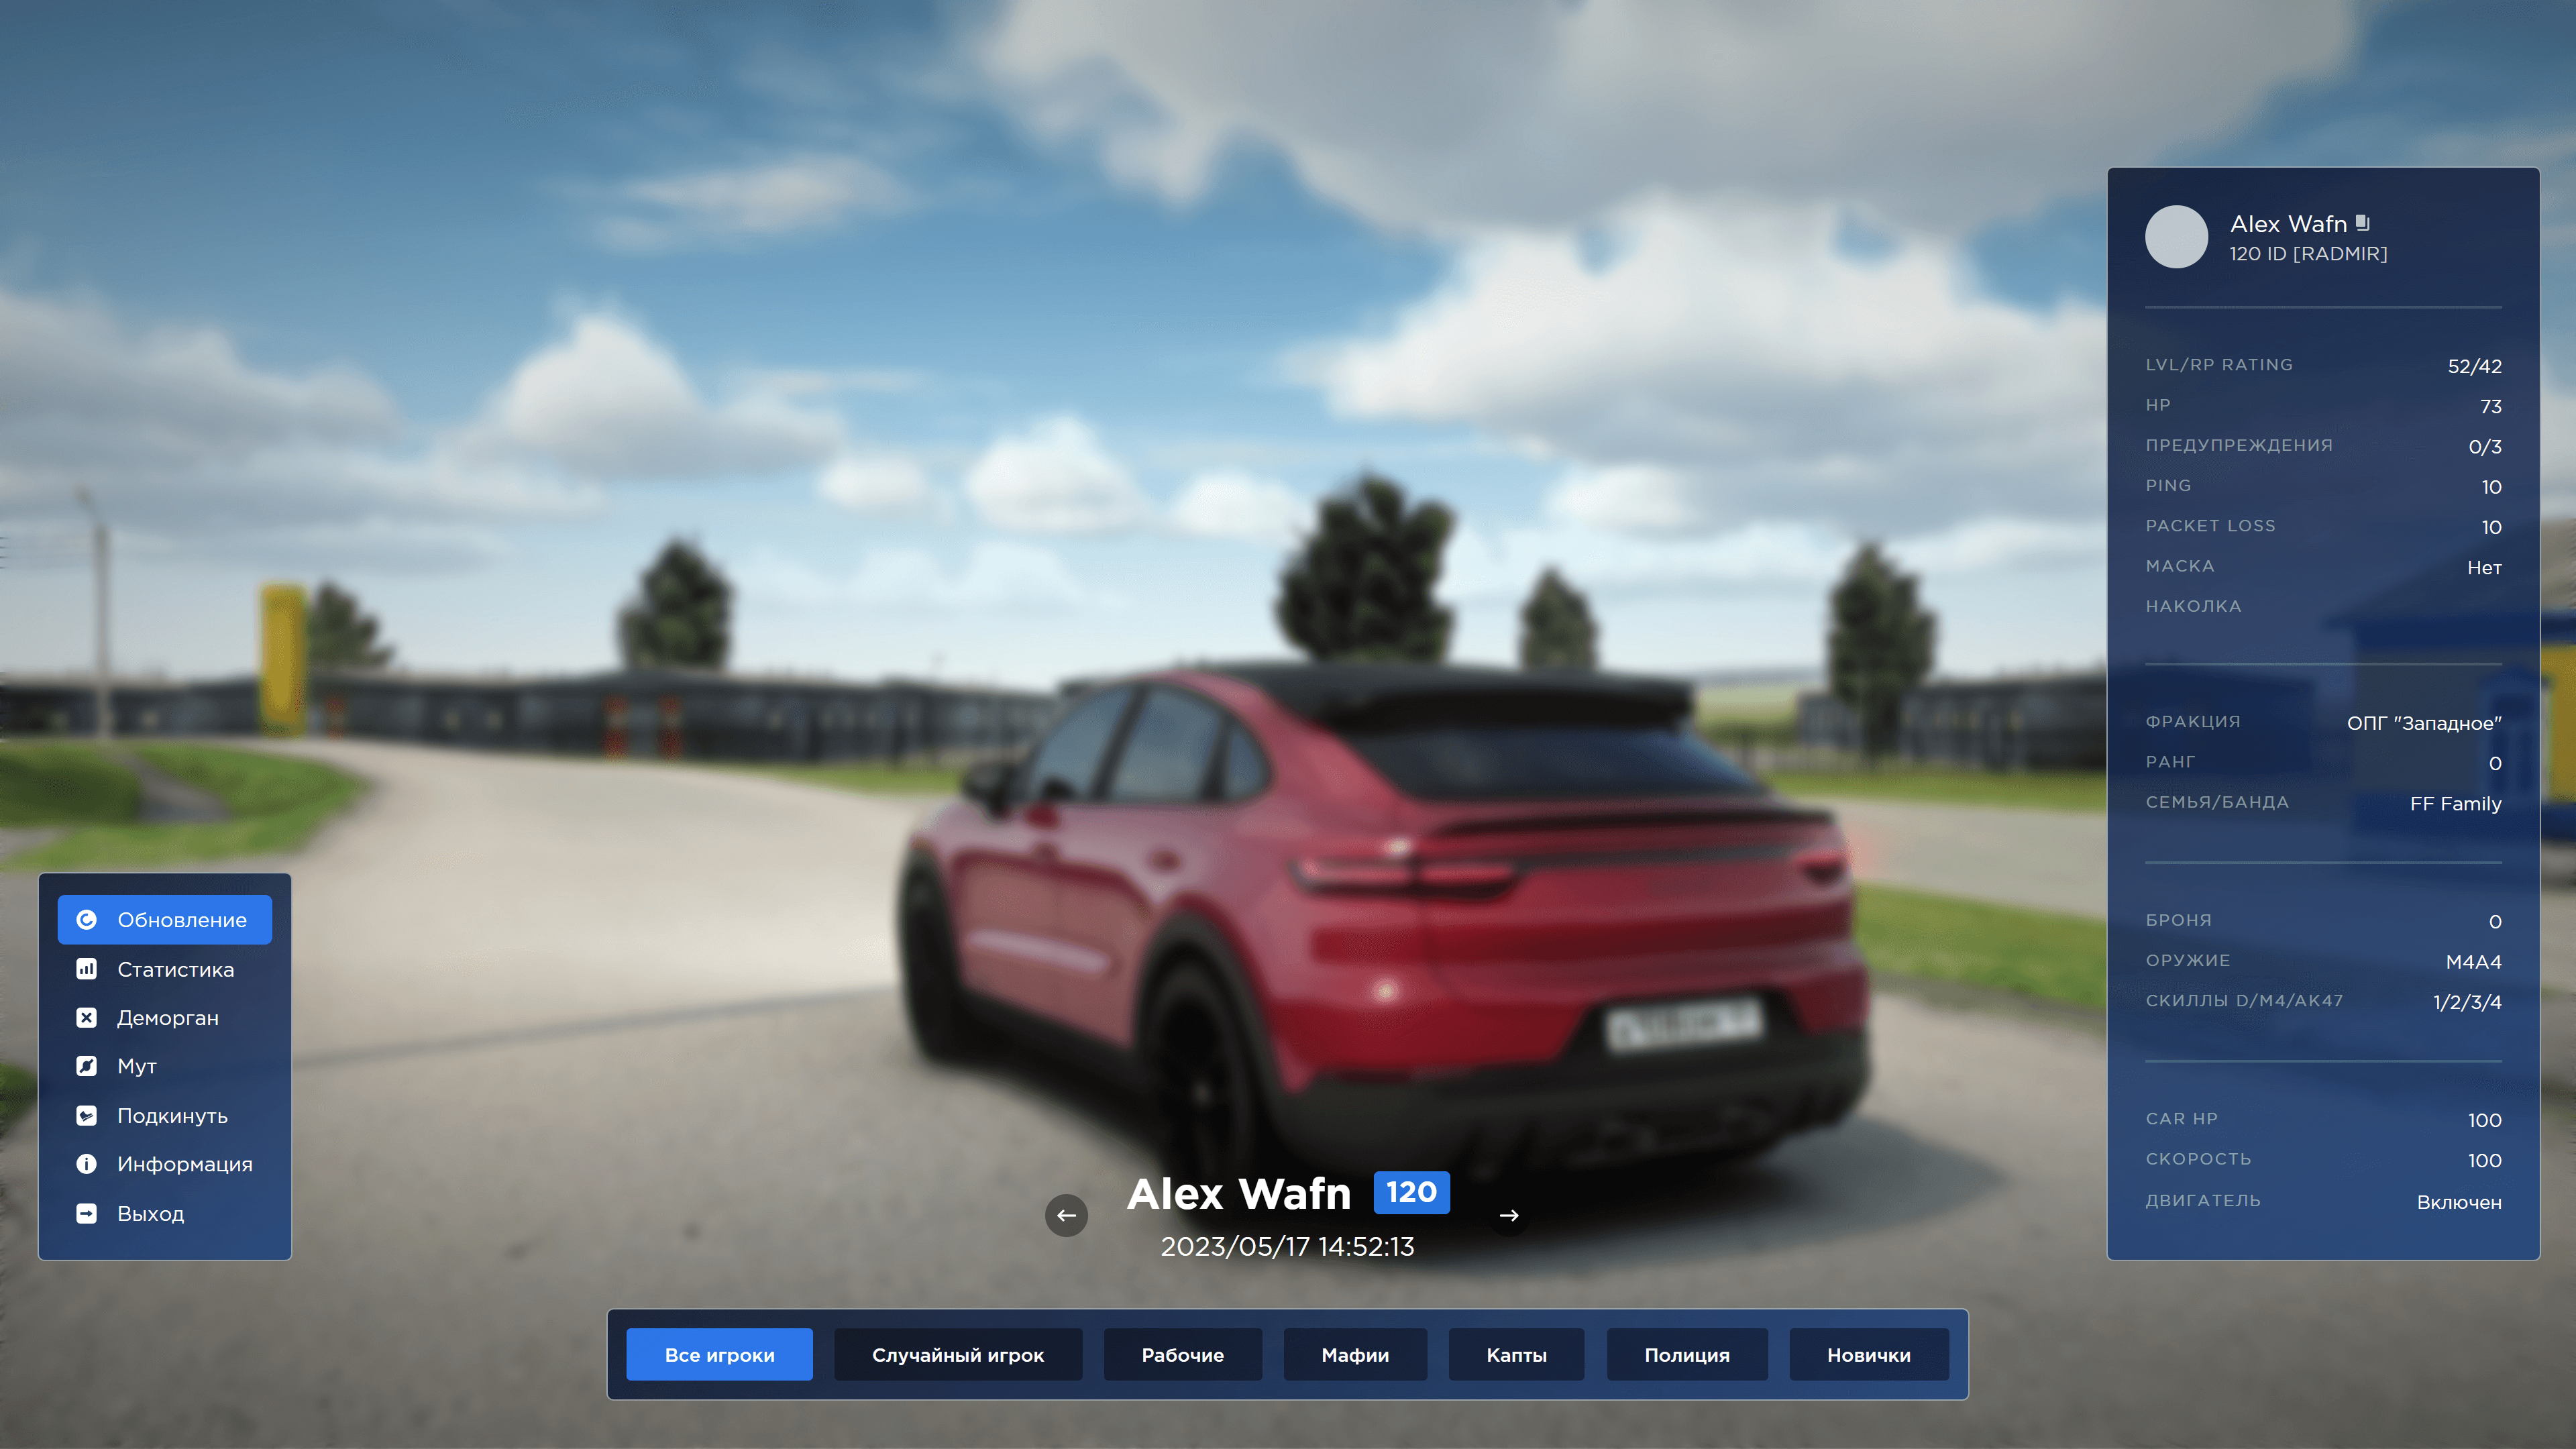 Alex Wafn
120 ID [RADMIR]
LVL/RP RATING 52/42
HP 73
ПРЕДУПРЕЖДЕНИЯ 0/3
PING 10
PACKET LOSS 10
МАСКА Нет
НАКОЛКА
ФРАКЦИЯ ОПГ "Западное"
РАНГ 0
СЕМЬЯ/БАНДА FF Family
БРОНЯ 0
ОРУЖИЕ M4A4
СКИЛЛЫ D/M4/AK47 1/2/3/4
CAR HP 100
СКОРОСТЬ 100
ДВИГАТЕЛЬ Включен
Обновление
Статистика
Деморган
Мут
Подкинуть
Информация
Выход
Alex Wafn 120
2023/05/17 14:52:13
Все игроки Случайный игрок Рабочие Мафии Капты Полиция Новички